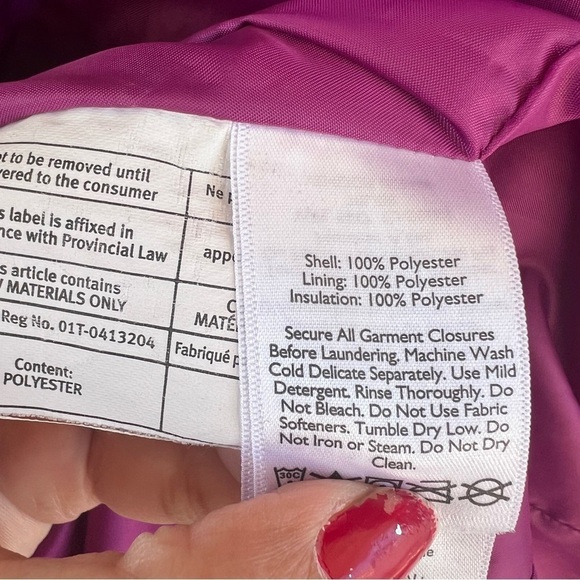 to be removed until
vered to the consumer
Ne
s label is affixed in
nce with Provincial Law
app
s article contains
MATERIALS ONLY
MATÉ
Reg No. 01T-0413204
Fabriqué p
Content:
POLYESTER
Shell: 100% Polyester
Lining: 100% Polyester
Insulation: 100% Polyester
Secure All Garment Closures
Before Laundering. Machine Wash
Cold Delicate Separately. Use Mild
Detergent. Rinse Thoroughly. Do
Not Bleach. Do Not Use Fabric
Softeners. Tumble Dry Low. Do
Not Iron or Steam. Do Not Dry
Clean.
30C